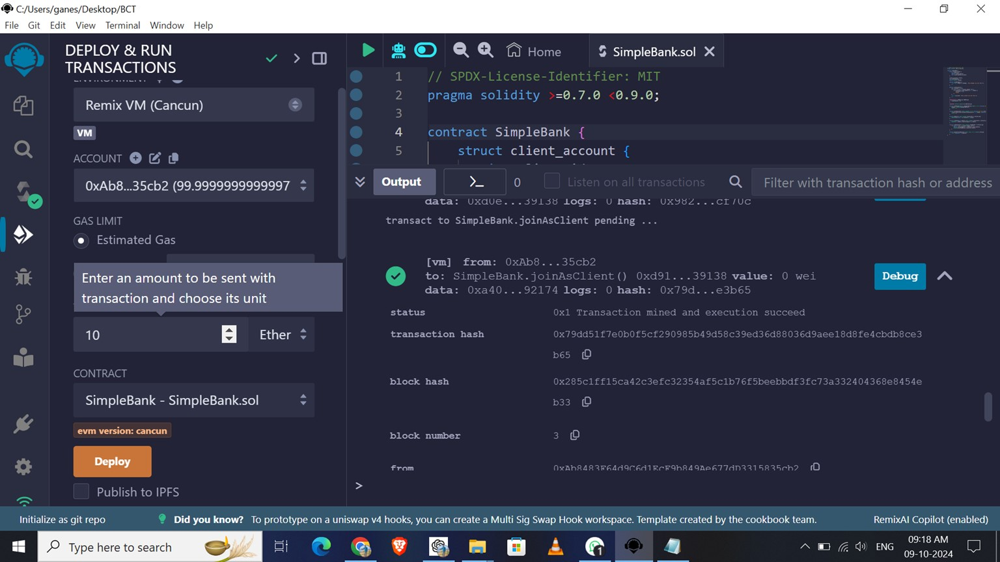 C:/Users/ganes/Desktop/BCT
File Git Edit View Terminal Window Help
DEPLOY & RUN
TRANSACTIONS
ENVIRONMENT
Remix VM (Cancun)
VM
ACCOUNT
0xAb8...35cb2 (99.9999999999997
GAS LIMIT
Estimated Gas
Enter an amount to be sent with
transaction and choose its unit
10
Ether
CONTRACT
SimpleBank - SimpleBank.sol
evm version: cancun
Deploy
Publish to IPFS
Home
SimpleBank.sol
1 // SPDX-License-Identifier: MIT
2 pragma solidity >=0.7.0 <0.9.0;
3
4 contract SimpleBank {
5 struct client_account {
Output
>_
0
Listen on all transactions
Filter with transaction hash or address
data: 0xd0e...39138 logs: 0 hash: 0x982...cf70c
transact to SimpleBank.joinAsClient pending ...
[vm] from: 0xAb8...35cb2
to: SimpleBank.joinAsClient() 0xd91...39138 value: 0 wei
data: 0xa40...92174 logs: 0 hash: 0x79d...e3b65
Debug
status 0x1 Transaction mined and execution succeed
transaction hash 0x79dd51f7e0b0f5cf290985b49d58c39ed36d88036d9aee18d8fe4cbdb8ce3
b65
block hash 0x285c1ff15ca42c3efc32354af5c1b76f5beebbdf3fc73a332404368e8454e
b33
block number 3
from 0xAb8483F64d9C6d1EcF9b849Ae677dD3315835cb2
>
Initialize as git repo
Did you know? To prototype on a uniswap v4 hooks, you can create a Multi Sig Swap Hook workspace. Template created by the cookbook team.
RemixAI Copilot (enabled)
Type here to search
1
ENG
09:18 AM
09-10-2024